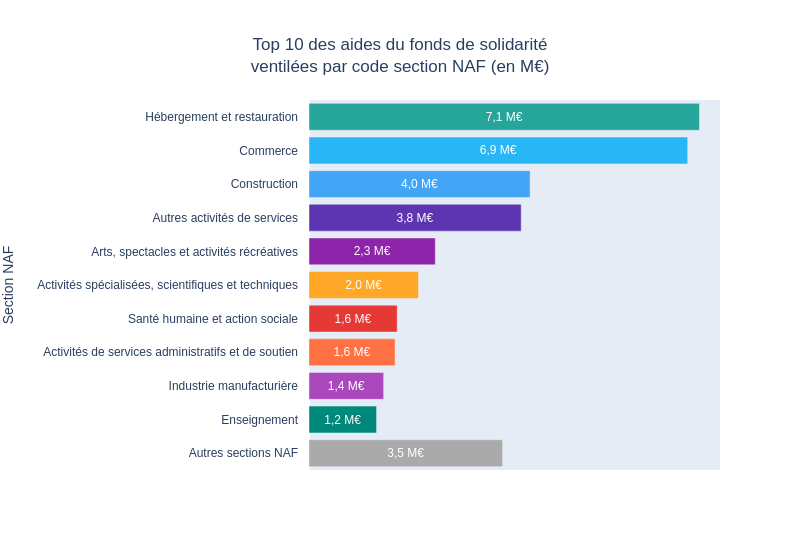 Top 10 des aides du fonds de solidarité
ventilées par code section NAF (en M€)
Section NAF
Hébergement et restauration 7,1 M€
Commerce 6,9 M€
Construction 4,0 M€
Autres activités de services 3,8 M€
Arts, spectacles et activités récréatives 2,3 M€
Activités spécialisées, scientifiques et techniques 2,0 M€
Santé humaine et action sociale 1,6 M€
Activités de services administratifs et de soutien 1,6 M€
Industrie manufacturière 1,4 M€
Enseignement 1,2 M€
Autres sections NAF 3,5 M€